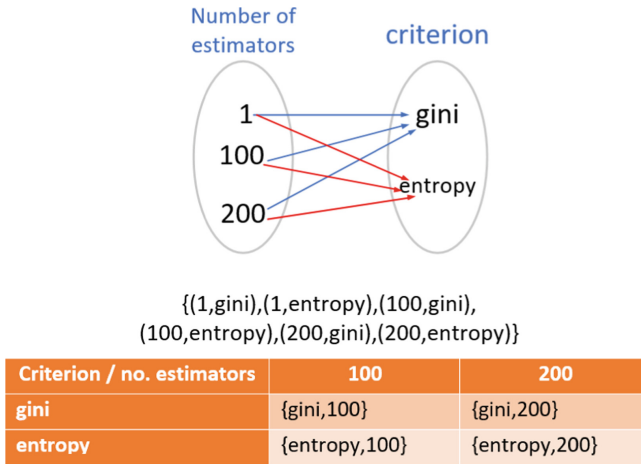 Number of
estimators
criterion
1
gini
100
entropy
200
{(1,gini),(1,entropy),(100,gini),
(100,entropy),(200,gini),(200,entropy)}
Criterion / no. estimators 100 200
gini {gini,100} {gini,200}
entropy {entropy,100} {entropy,200}